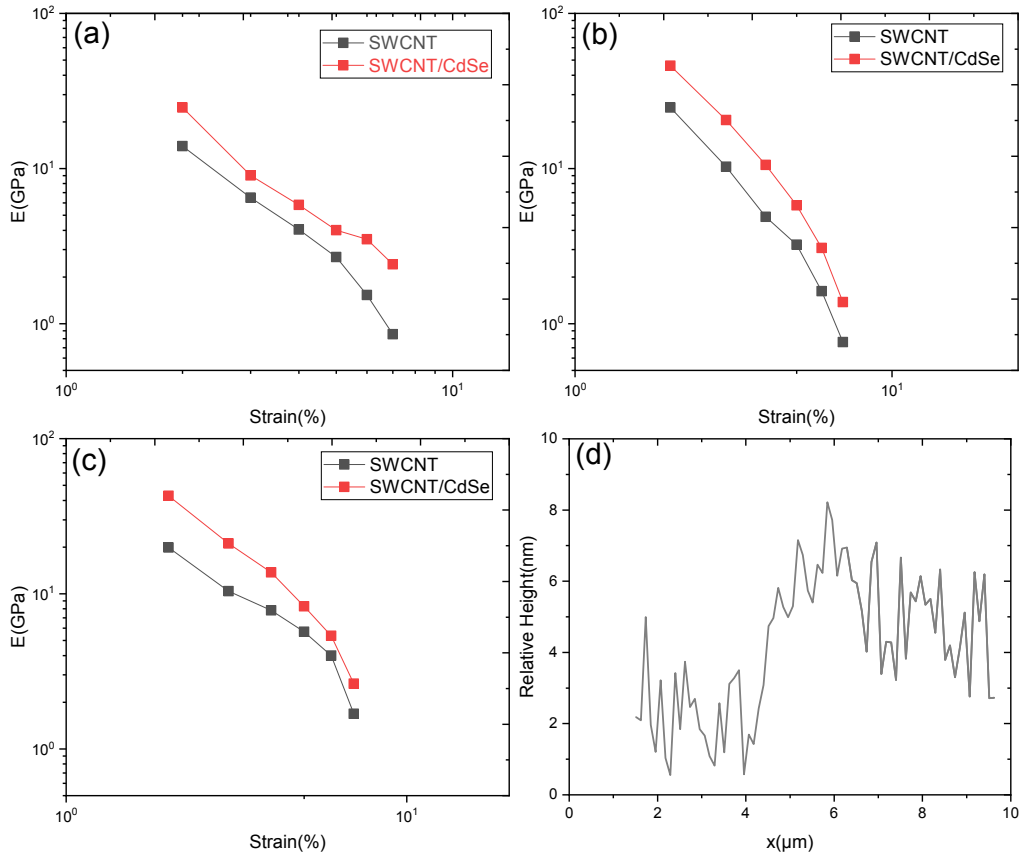 (a)
SWCNT
SWCNT/CdSe
10²
10¹
10⁰
E(GPa)
10⁰
10¹
Strain(%)
(b)
SWCNT
SWCNT/CdSe
10²
10¹
10⁰
E(GPa)
10⁰
10¹
Strain(%)
(c)
SWCNT
SWCNT/CdSe
10²
10¹
10⁰
E(GPa)
10⁰
10¹
Strain(%)
(d)
10
8
6
4
2
0
Relative Height(nm)
0 2 4 6 8 10
x(µm)